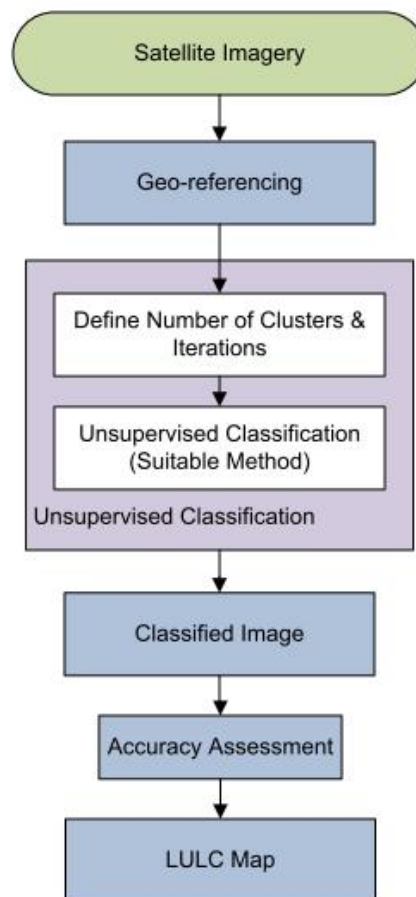 Satellite Imagery
Geo-referencing
Define Number of Clusters &
Iterations
Unsupervised Classification
(Suitable Method)
Unsupervised Classification
Classified Image
Accuracy Assessment
LULC Map